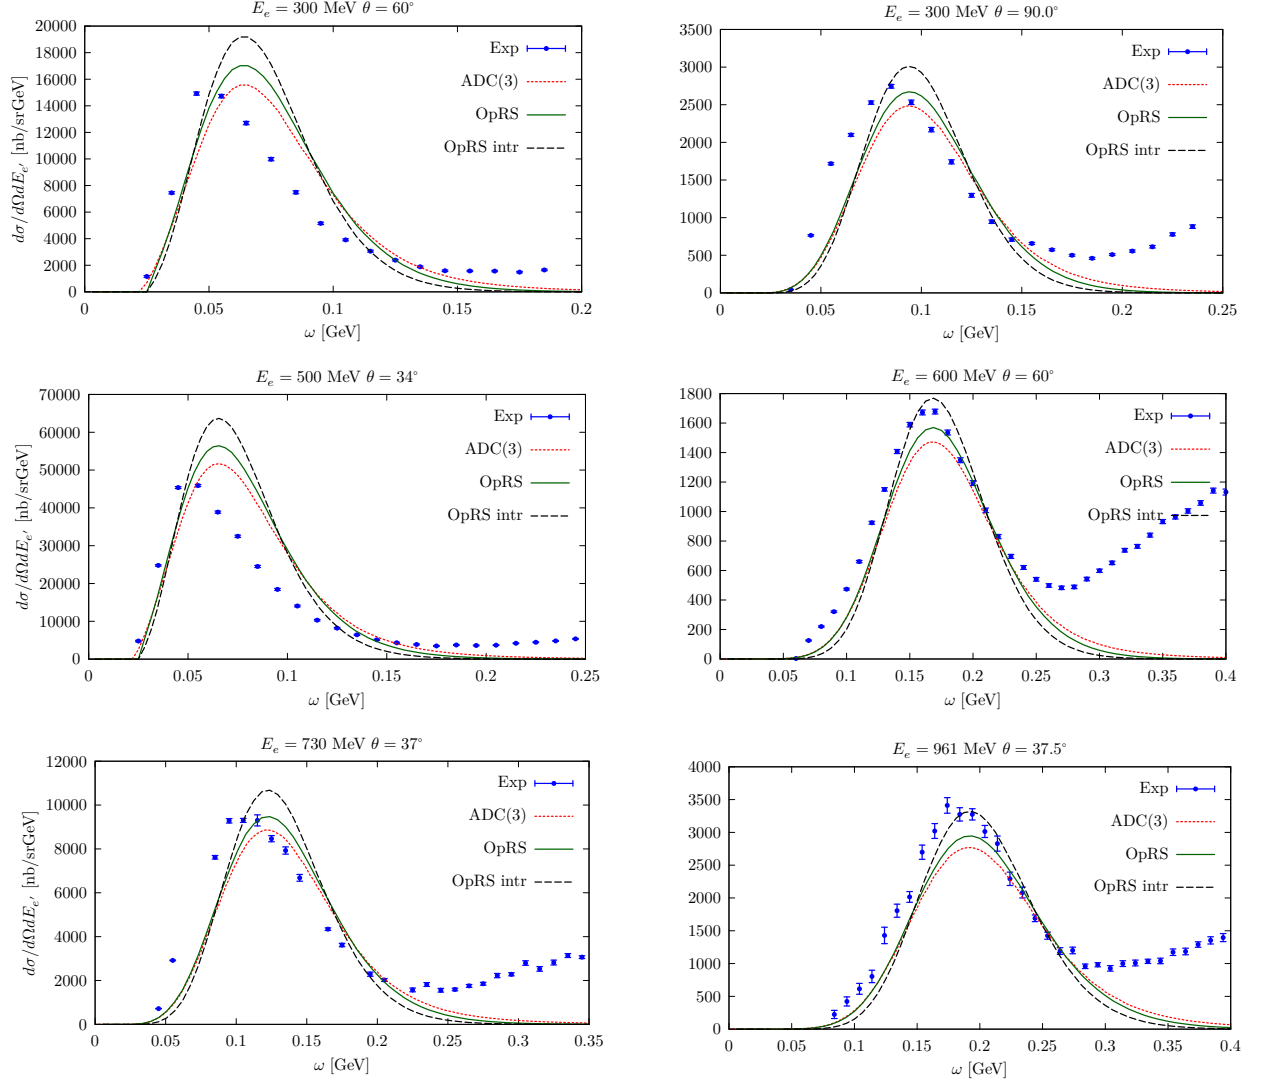 E_e = 300 MeV θ = 60°
20000
18000
16000
14000
12000
10000
8000
6000
4000
2000
0
dσ/dΩdE_e′ [nb/srGeV]
Exp
ADC(3)
OpRS
OpRS intr
0 0.05 0.1 0.15 0.2
ω [GeV]
E_e = 300 MeV θ = 90.0°
3500
3000
2500
2000
1500
1000
500
0
Exp
ADC(3)
OpRS
OpRS intr
0 0.05 0.1 0.15 0.2 0.25
ω [GeV]
E_e = 500 MeV θ = 34°
70000
60000
50000
40000
30000
20000
10000
0
dσ/dΩdE_e′ [nb/srGeV]
Exp
ADC(3)
OpRS
OpRS intr
0 0.05 0.1 0.15 0.2 0.25
ω [GeV]
E_e = 600 MeV θ = 60°
1800
1600
1400
1200
1000
800
600
400
200
0
Exp
ADC(3)
OpRS
OpRS intr
0 0.05 0.1 0.15 0.2 0.25 0.3 0.35 0.4
ω [GeV]
E_e = 730 MeV θ = 37°
12000
10000
8000
6000
4000
2000
0
dσ/dΩdE_e′ [nb/srGeV]
Exp
ADC(3)
OpRS
OpRS intr
0 0.05 0.1 0.15 0.2 0.25 0.3 0.35
ω [GeV]
E_e = 961 MeV θ = 37.5°
4000
3500
3000
2500
2000
1500
1000
500
0
Exp
ADC(3)
OpRS
OpRS intr
0 0.05 0.1 0.15 0.2 0.25 0.3 0.35 0.4
ω [GeV]